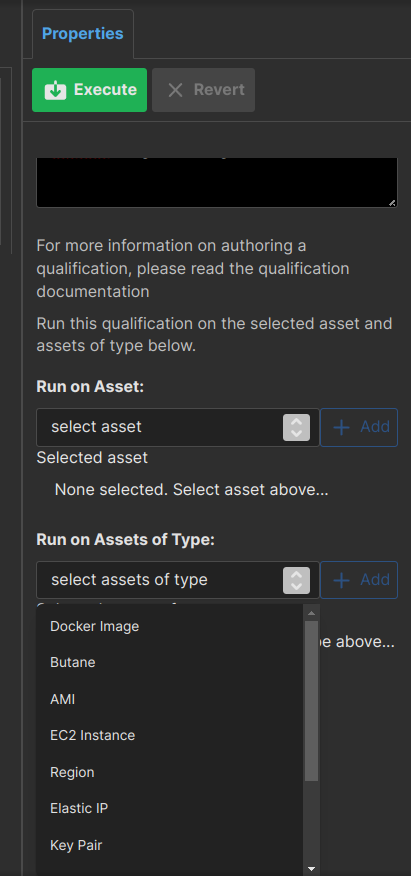 Properties
Execute
Revert
For more information on authoring a
qualification, please read the qualification
documentation
Run this qualification on the selected asset and
assets of type below.
Run on Asset:
select asset
Add
Selected asset
None selected. Select asset above...
Run on Assets of Type:
select assets of type
Add
above...
Docker Image
Butane
AMI
EC2 Instance
Region
Elastic IP
Key Pair